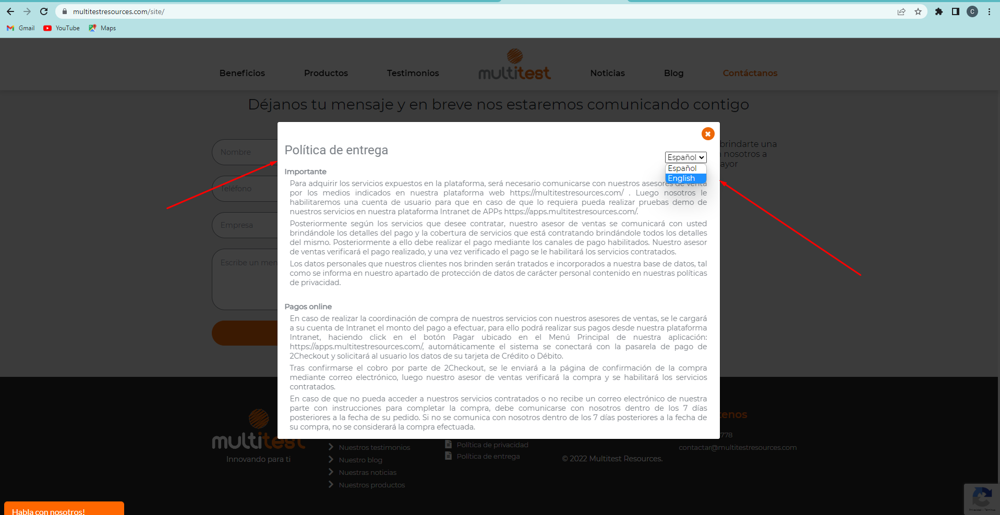 multitestresources.com/site/
Gmail
YouTube
Maps
C
Beneficios
Productos
Testimonios
multitest
Noticias
Blog
Contáctanos
Déjanos tu mensaje y en breve nos estaremos comunicando contigo
Nombre
Teléfono
Empresa
Escribe un men
brindarte una
nosotros a
ayor
Política de entrega
Español
Español
English
Importante
Para adquirir los servicios expuestos en la plataforma, será necesario comunicarse con nuestros asesores de venta
por los medios indicados en nuestra plataforma web https://multitestresources.com/ . Luego nosotros le
habilitaremos una cuenta de usuario para que en caso de que lo requiera pueda realizar pruebas demo de
nuestros servicios en nuestra plataforma Intranet de APPs https://apps.multitestresources.com/.
Posteriormente según los servicios que desee contratar, nuestro asesor de ventas se comunicará con usted
brindándole los detalles del pago y la cobertura de servicios que está contratando brindándole todos los detalles
del mismo. Posteriormente a ello debe realizar el pago mediante los canales de pago habilitados. Nuestro asesor
de ventas verificará el pago realizado, y una vez verificado el pago se le habilitará los servicios contratados.
Los datos personales que nuestros clientes nos brinden serán tratados e incorporados a nuestra base de datos, tal
como se informa en nuestro apartado de protección de datos de carácter personal contenido en nuestras políticas
de privacidad.
Pagos online
En caso de realizar la coordinación de compra de nuestros servicios con nuestros asesores de ventas, se le cargará
a su cuenta de Intranet el monto del pago a efectuar, para ello podrá realizar sus pagos desde nuestra plataforma
Intranet, haciendo click en el botón Pagar ubicado en el Menú Principal de nuestra aplicación:
https://apps.multitestresources.com/, automáticamente el sistema se conectará con la pasarela de pago de
2Checkout y solicitará al usuario los datos de su tarjeta de Crédito o Débito.
Tras confirmarse el cobro por parte de 2Checkout, se le enviará a la página de confirmación de la compra
mediante correo electrónico, luego nuestro asesor de ventas verificará la compra y se habilitará los servicios
contratados.
En caso de que no pueda acceder a nuestros servicios contratados o no recibe un correo electrónico de nuestra
parte con instrucciones para completar la compra, debe comunicarse con nosotros dentro de los 7 días
posteriores a la fecha de su pedido. Si no se comunica con nosotros dentro de los 7 días posteriores a la fecha de
su compra, no se considerará la compra efectuada.
multitest
Innovando para ti
Nuestros testimonios
Nuestro blog
Nuestras noticias
Nuestros productos
Política de privacidad
Política de entrega
© 2022 Multitest Resources.
tenos
778
contactar@multitestresources.com
Privacidad - Términos
Habla con nosotros!